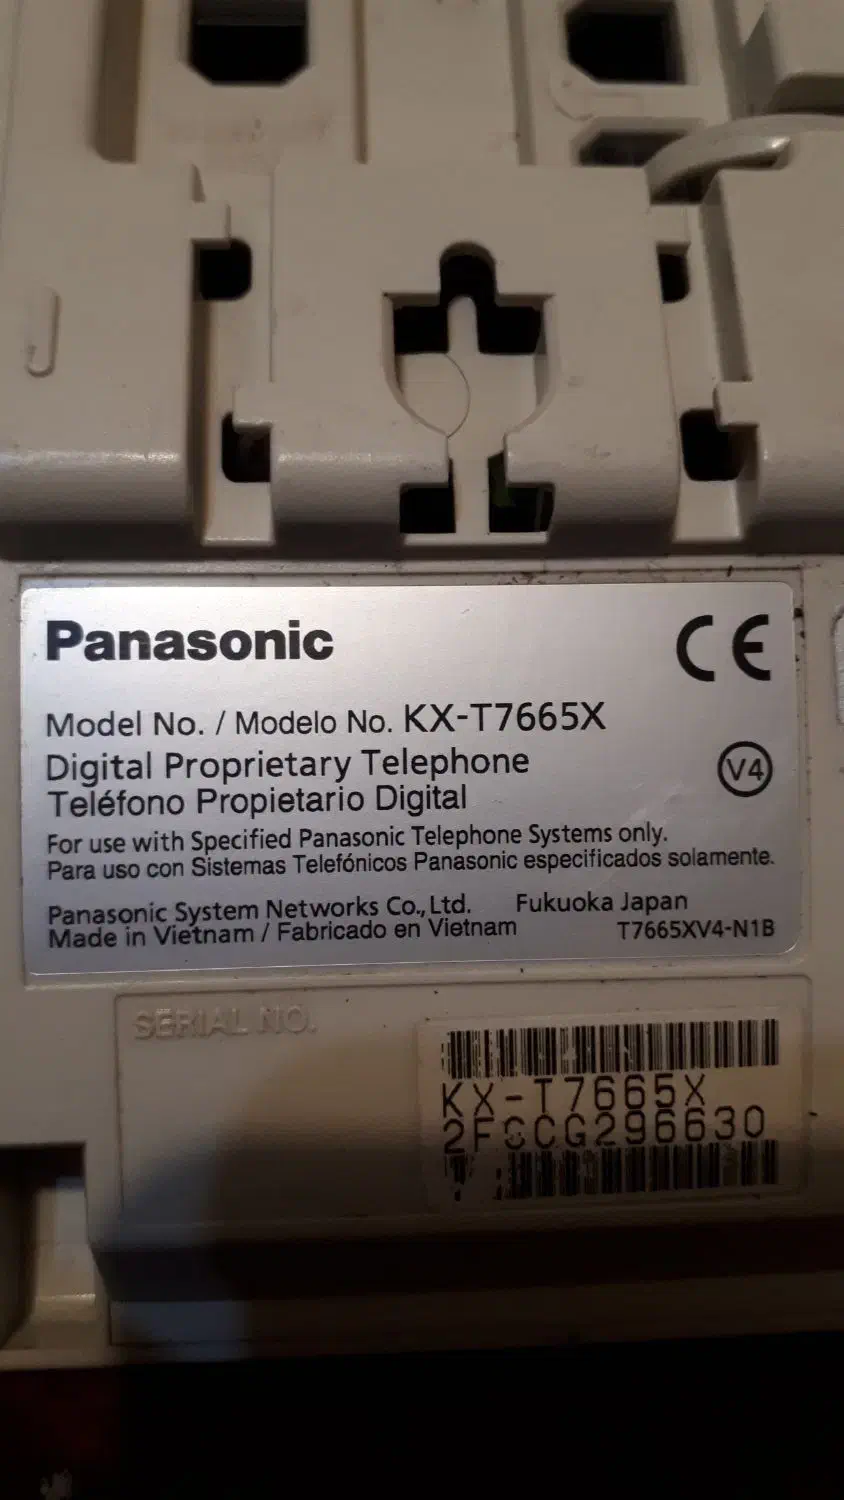 Panasonic
CE
Model No. / Modelo No. KX-T7665X
Digital Proprietary Telephone
V4
Teléfono Propietario Digital
For use with Specified Panasonic Telephone Systems only.
Para uso con Sistemas Telefónicos Panasonic especificados solamente.
Panasonic System Networks Co., Ltd. Fukuoka Japan
Made in Vietnam / Fabricado en Vietnam T7665XV4-N1B
SERIAL NO.
KX-T7665X